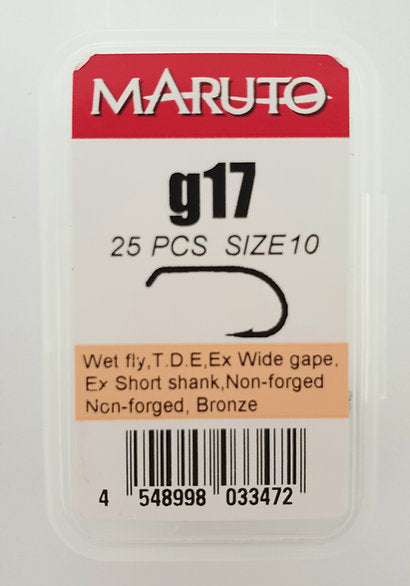 MARUTO
g17
25 PCS SIZE10
Wet fly,T.D.E,Ex Wide gape,
Ex Short shank,Non-forged
Non-forged, Bronze
4 548998 033472